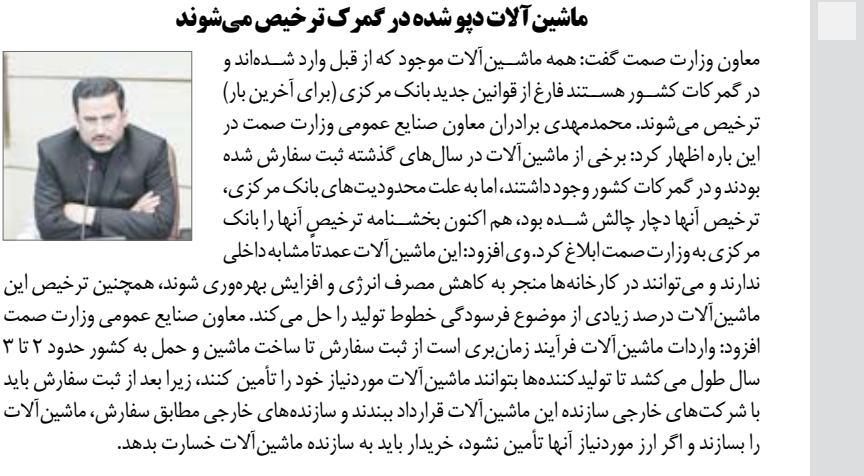 ماشین‌آلات دپو شده در گمرک ترخیص می‌شوند
معاون وزارت صمت گفت: همه ماشین‌آلات موجود که از قبل وارد شده‌اند و
در گمرکات کشور هستند فارغ از قوانین جدید بانک مرکزی (برای آخرین بار)
ترخیص می‌شوند. محمدمهدی برادران معاون صنایع عمومی وزارت صمت در
این باره اظهار کرد: برخی از ماشین‌آلات در سال‌های گذشته ثبت سفارش شده
بودند و در گمرکات کشور وجود داشتند، اما به علت محدودیت‌های بانک مرکزی،
ترخیص آنها دچار چالش شده بود، هم اکنون بخشنامه ترخیصِ آنها را بانک
مرکزی به وزارت صمت ابلاغ کرد. وی افزود: این ماشین‌آلات عمدتاً مشابه داخلی
ندارند و می‌توانند در کارخانه‌ها منجر به کاهش مصرف انرژی و افزایش بهره‌وری شوند، همچنین ترخیص این
ماشین‌آلات درصد زیادی از موضوع فرسودگی خطوط تولید را حل می‌کند. معاون صنایع عمومی وزارت صمت
افزود: واردات ماشین‌آلات فرآیند زمان‌بری است از ثبت سفارش تا ساخت ماشین و حمل به کشور حدود ۲ تا ۳
سال طول می‌کشد تا تولیدکننده‌ها بتوانند ماشین‌آلات موردنیاز خود را تأمین کنند، زیرا بعد از ثبت سفارش باید
با شرکت‌های خارجی سازنده این ماشین‌آلات قرارداد ببندند و سازنده‌های خارجی مطابق سفارش، ماشین‌آلات
را بسازند و اگر ارز موردنیاز آنها تأمین نشود، خریدار باید به سازنده ماشین‌آلات خسارت بدهد.